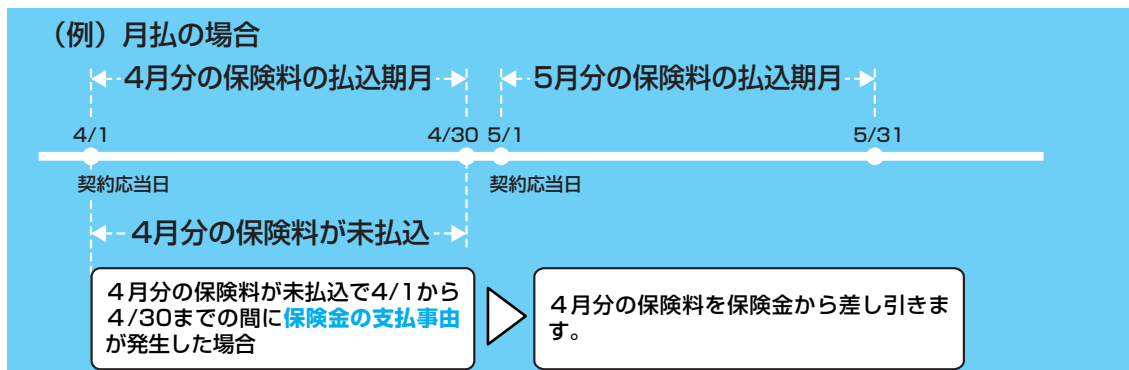 （例）月払の場合
4月分の保険料の払込期月 5月分の保険料の払込期月
4/1 4/30 5/1 5/31
契約応当日 契約応当日
4月分の保険料が未払込
４月分の保険料が未払込で4/1から
４/30までの間に保険金の支払事由
が発生した場合
４月分の保険料を保険金から差し引きま
す。